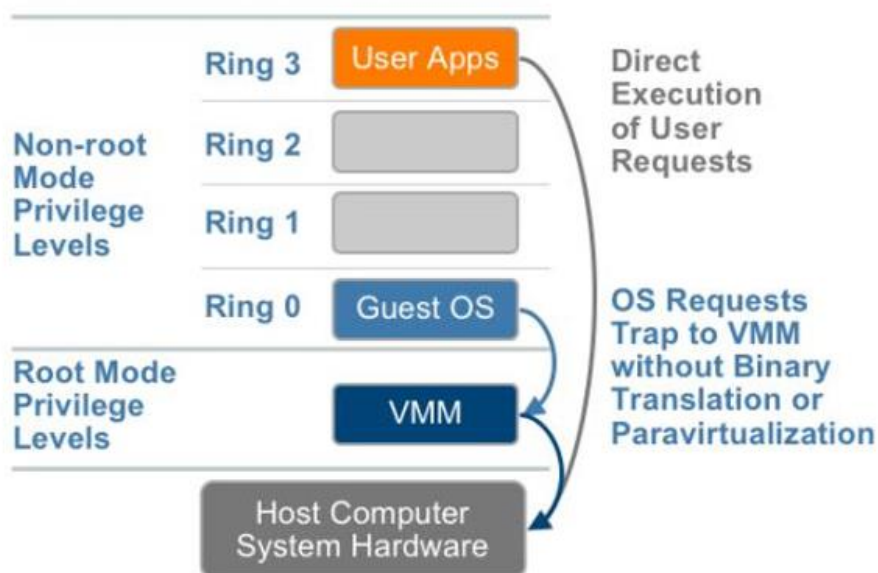 Non-root
Mode
Privilege
Levels
Ring 3
User Apps
Ring 2
Ring 1
Ring 0
Guest OS
Direct
Execution
of User
Requests
Root Mode
Privilege
Levels
VMM
OS Requests
Trap to VMM
without Binary
Translation or
Paravirtualization
Host Computer
System Hardware